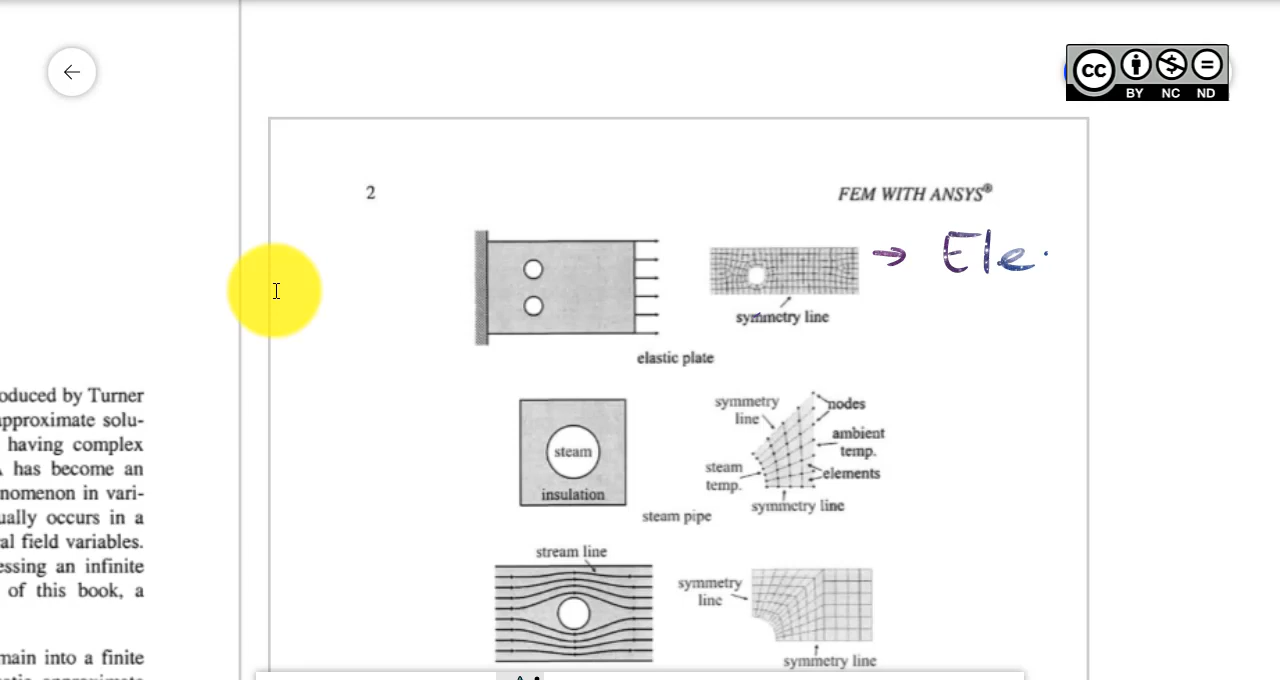 CC BY NC ND
2
FEM WITH ANSYS®
→ Ele
symmetry line
elastic plate
symmetry line
nodes
steam
ambient temp.
steam temp.
elements
insulation
symmetry line
steam pipe
stream line
symmetry line
symmetry line
oduced by Turner
approximate solu-
having complex
has become an
nomenon in vari-
ually occurs in a
al field variables.
essing an infinite
of this book, a
main into a finite